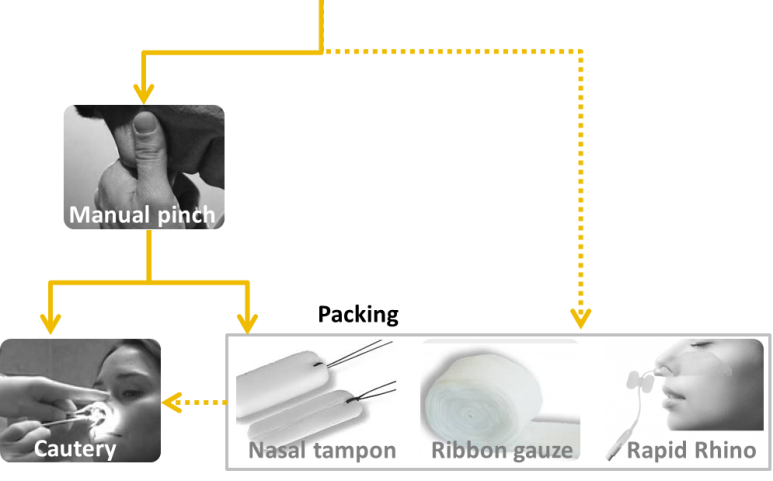 Manual pinch
Packing
Cautery
Nasal tampon
Ribbon gauze
Rapid Rhino